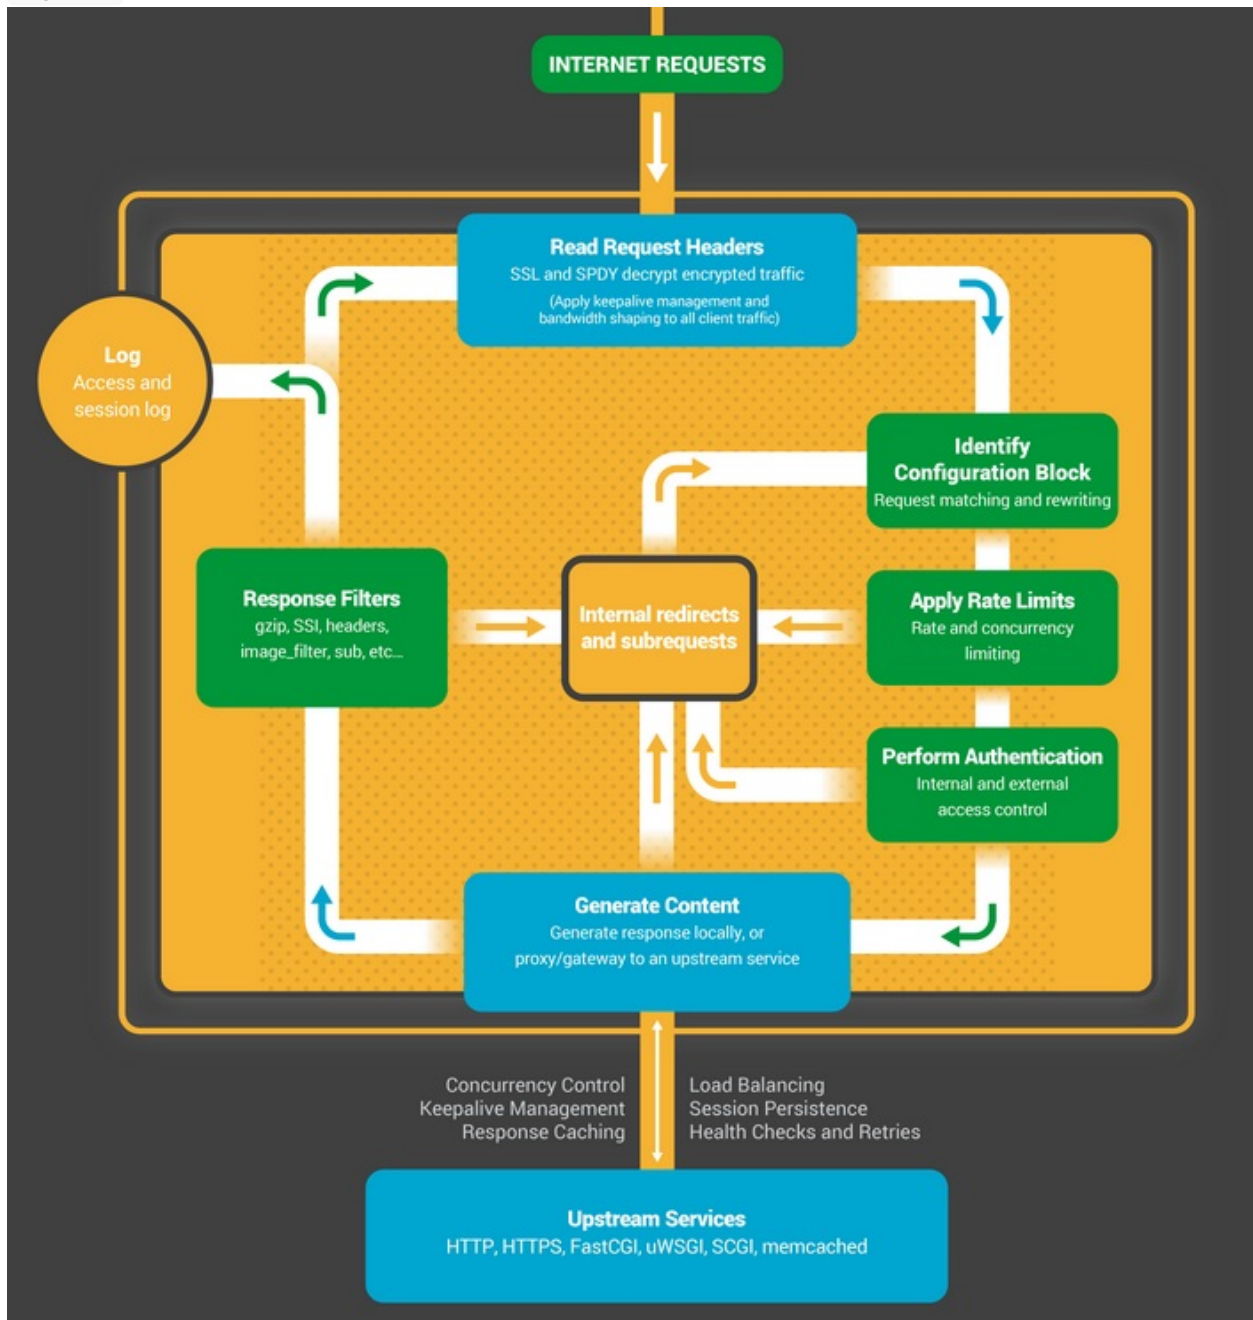 INTERNET REQUESTS
Read Request Headers
SSL and SPDY decrypt encrypted traffic
(Apply keepalive management and
bandwidth shaping to all client traffic)
Log
Access and
session log
Identify
Configuration Block
Request matching and rewriting
Response Filters
gzip, SSI, headers,
image_filter, sub, etc...
Internal redirects
and subrequests
Apply Rate Limits
Rate and concurrency
limiting
Perform Authentication
Internal and external
access control
Generate Content
Generate response locally, or
proxy/gateway to an upstream service
Concurrency Control
Keepalive Management
Response Caching
Load Balancing
Session Persistence
Health Checks and Retries
Upstream Services
HTTP, HTTPS, FastCGI, uWSGI, SCGI, memcached